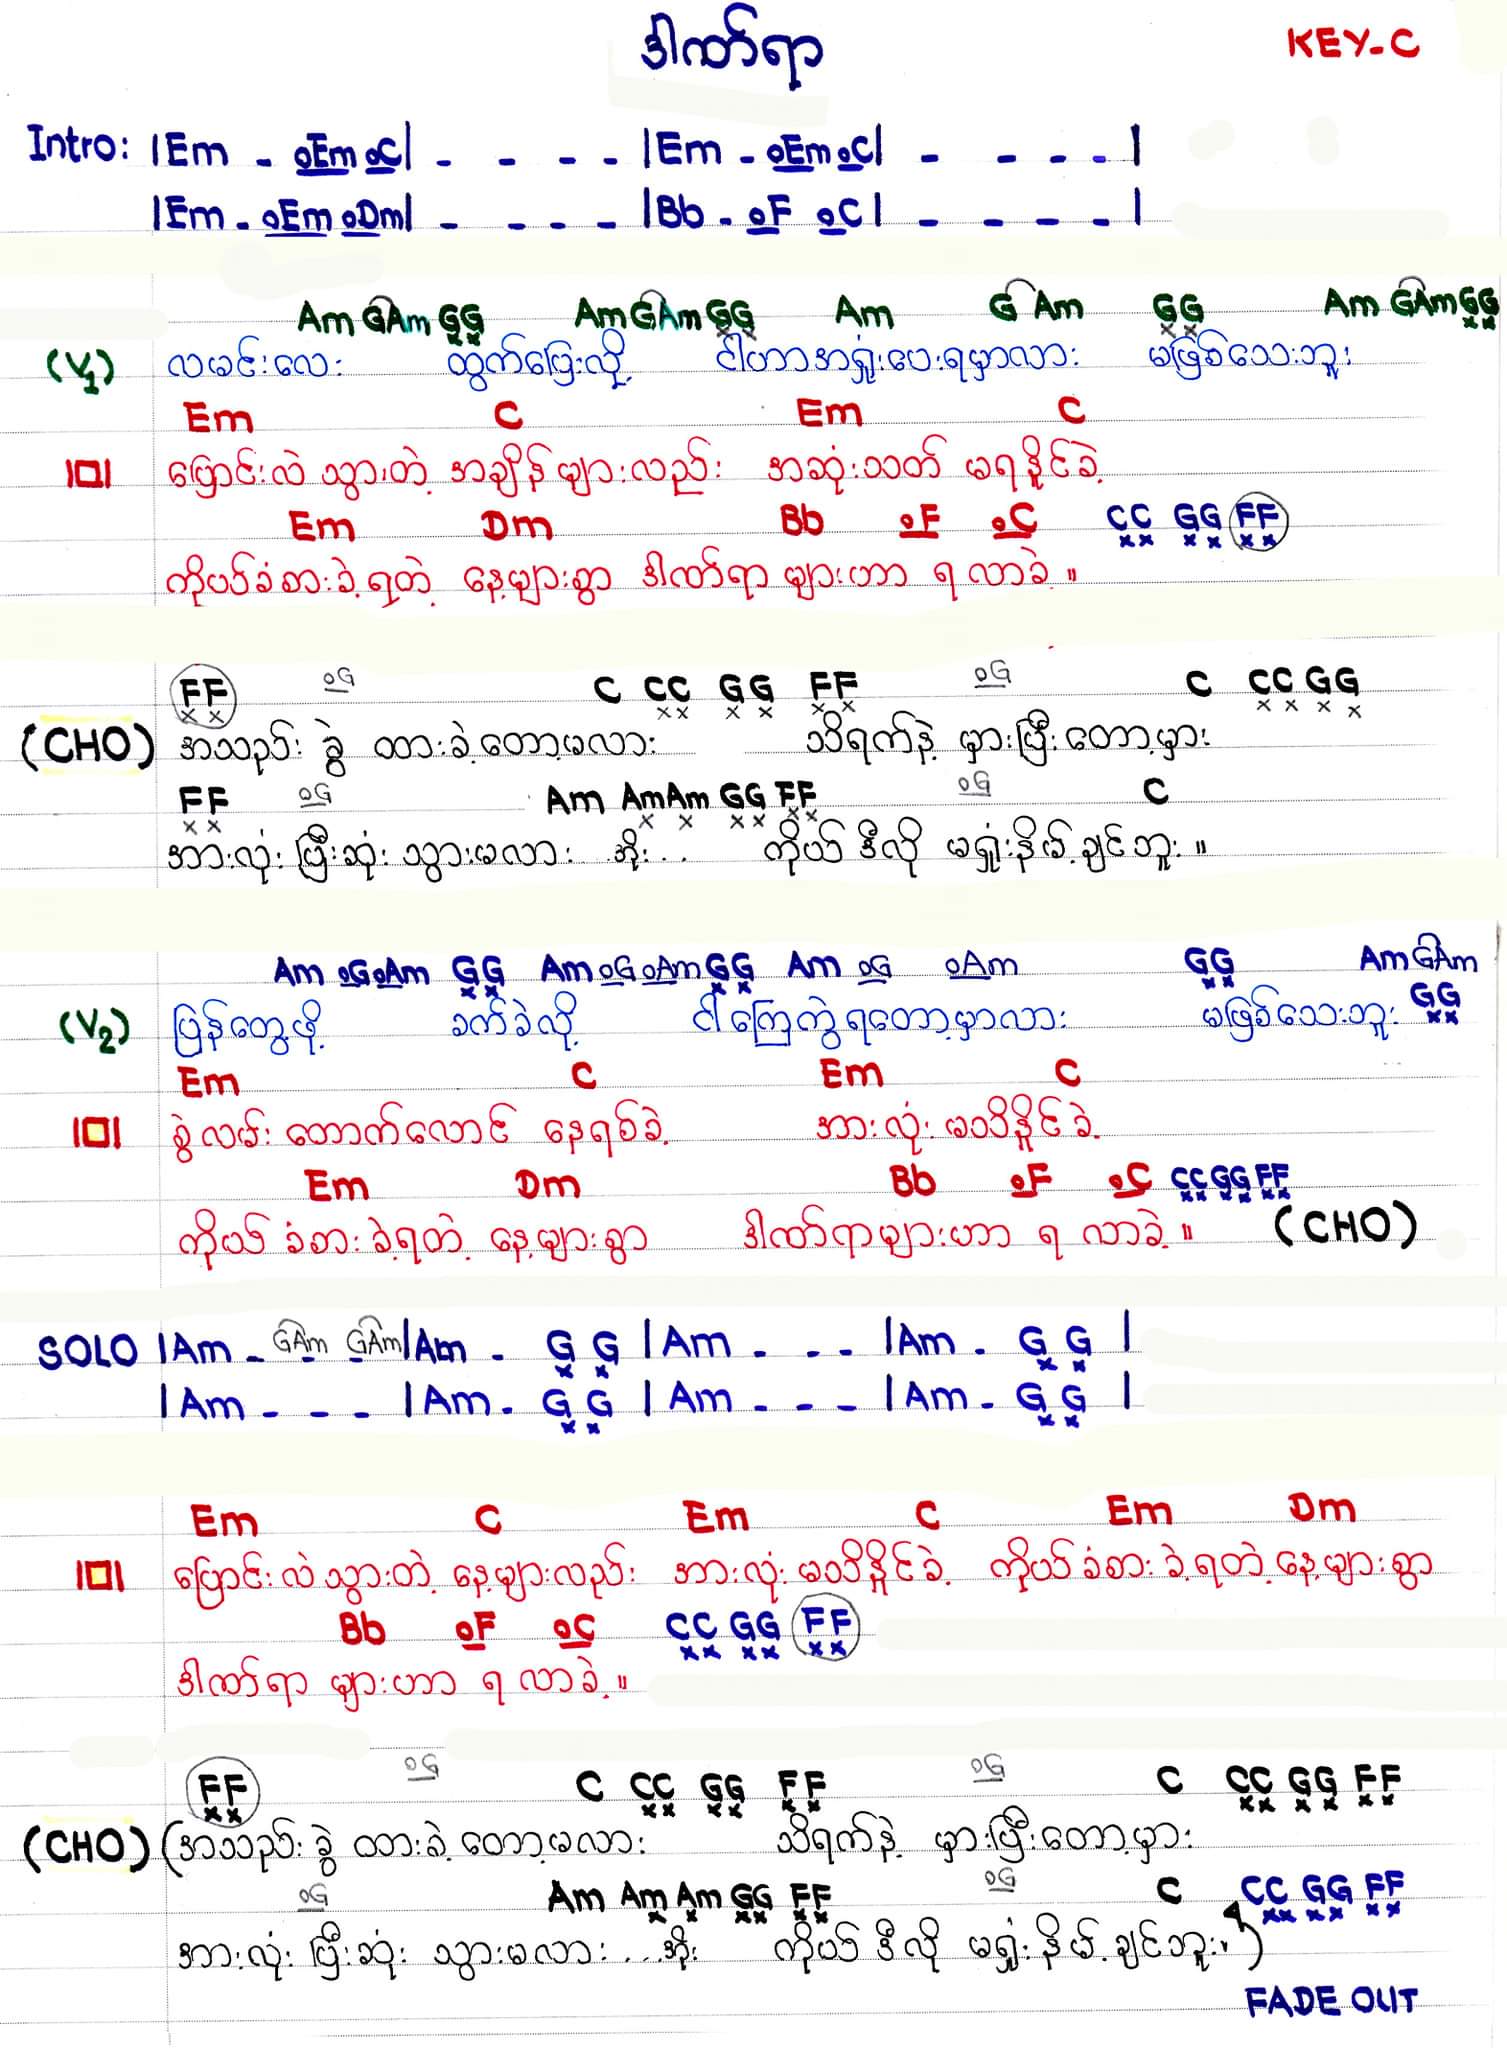 ဒဏ်ရာ
KEY-C
Intro: |Em - oEm oC| - - - - |Em - oEm oC| - - - - |
|Em - oEm oDm| - - - - |Bb - oF oC| - - - - |
Am GAm GG Am GAm GG Am G Am GG Am GAm GG
(V1) လမင်းလေး ထွက်ပြေးလို့ ငါဟာအရှုံးပေးရမှာလား မဖြစ်သေးဘူး
Em C Em C
|□| ပြောင်းလဲသွားတဲ့ အချိန်များလည်း အဆုံးသတ် မရနိုင်ခဲ့
Em Dm Bb oF oC CC GG FF
ကိုယ်ခံစားခဲ့ရတဲ့ နေ့များစွာ ဒဏ်ရာများဟာ ရလာခဲ့ ။
FF oG C CC GG FF oG C CC GG
(CHO) အသည်းခွဲ ထားခဲ့တော့မလား သိရက်နဲ့ မှားပြီးတော့မှား
FF oG Am AmAm GG FF oG C
အားလုံးပြီးဆုံးသွားမလား အိုး... ကိုယ်ဒီလို မရှုံးနိမ့်ချင်ဘူး ။
Am oGoAm GG Am oGoAm GG Am oG oAm GG Am GAm
GG
(V2) ပြန်တွေ့ဖို့ ခက်ခဲလို့ ငါကြေကွဲရတော့မှာလား မဖြစ်သေးဘူး
Em C Em C
|□| စွဲလမ်းတောက်လောင် နေရစ်ခဲ့ အားလုံးမသိနိုင်ခဲ့
Em Dm Bb oF oC CC GG FF
ကိုယ်ခံစားခဲ့ရတဲ့ နေ့များစွာ ဒဏ်ရာများဟာ ရလာခဲ့ ။ (CHO)
SOLO |Am - GAm GAm|Am - GG |Am - - - |Am - GG |
|Am - - - |Am - GG |Am - - - |Am - GG |
Em C Em C Em Dm
|□| ပြောင်းလဲသွားတဲ့ နေ့များလည်း အားလုံးမသိနိုင်ခဲ့ ကိုယ်ခံစားခဲ့ရတဲ့နေ့များစွာ
Bb oF oC CC GG FF
ဒဏ်ရာများဟာ ရလာခဲ့ ။
FF oG C CC GG FF oG C CC GG FF
(CHO) (အသည်းခွဲ ထားခဲ့တော့မလား သိရက်နဲ့ မှားပြီးတော့မှား
oG Am Am Am GG FF oG C CC GG FF
အားလုံးပြီးဆုံးသွားမလား ...အိုး ကိုယ်ဒီလို မရှုံးနိမ့်ချင်ဘူး.)
FADE OUT